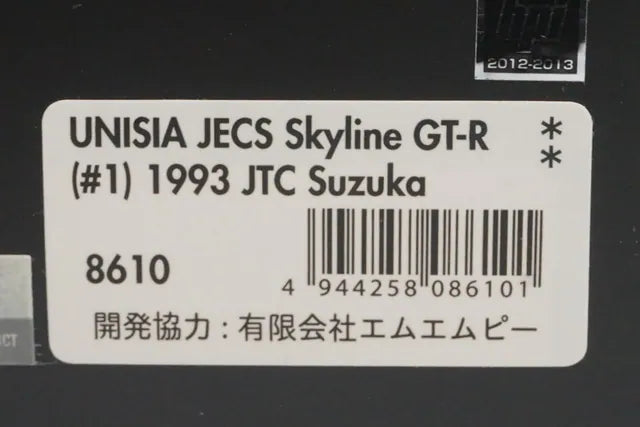 hpi
2012-2013
UNISIA JECS Skyline GT-R **
(#1) 1993 JTC Suzuka
8610
4 944258 086101
開発協力：有限会社エムエムピー